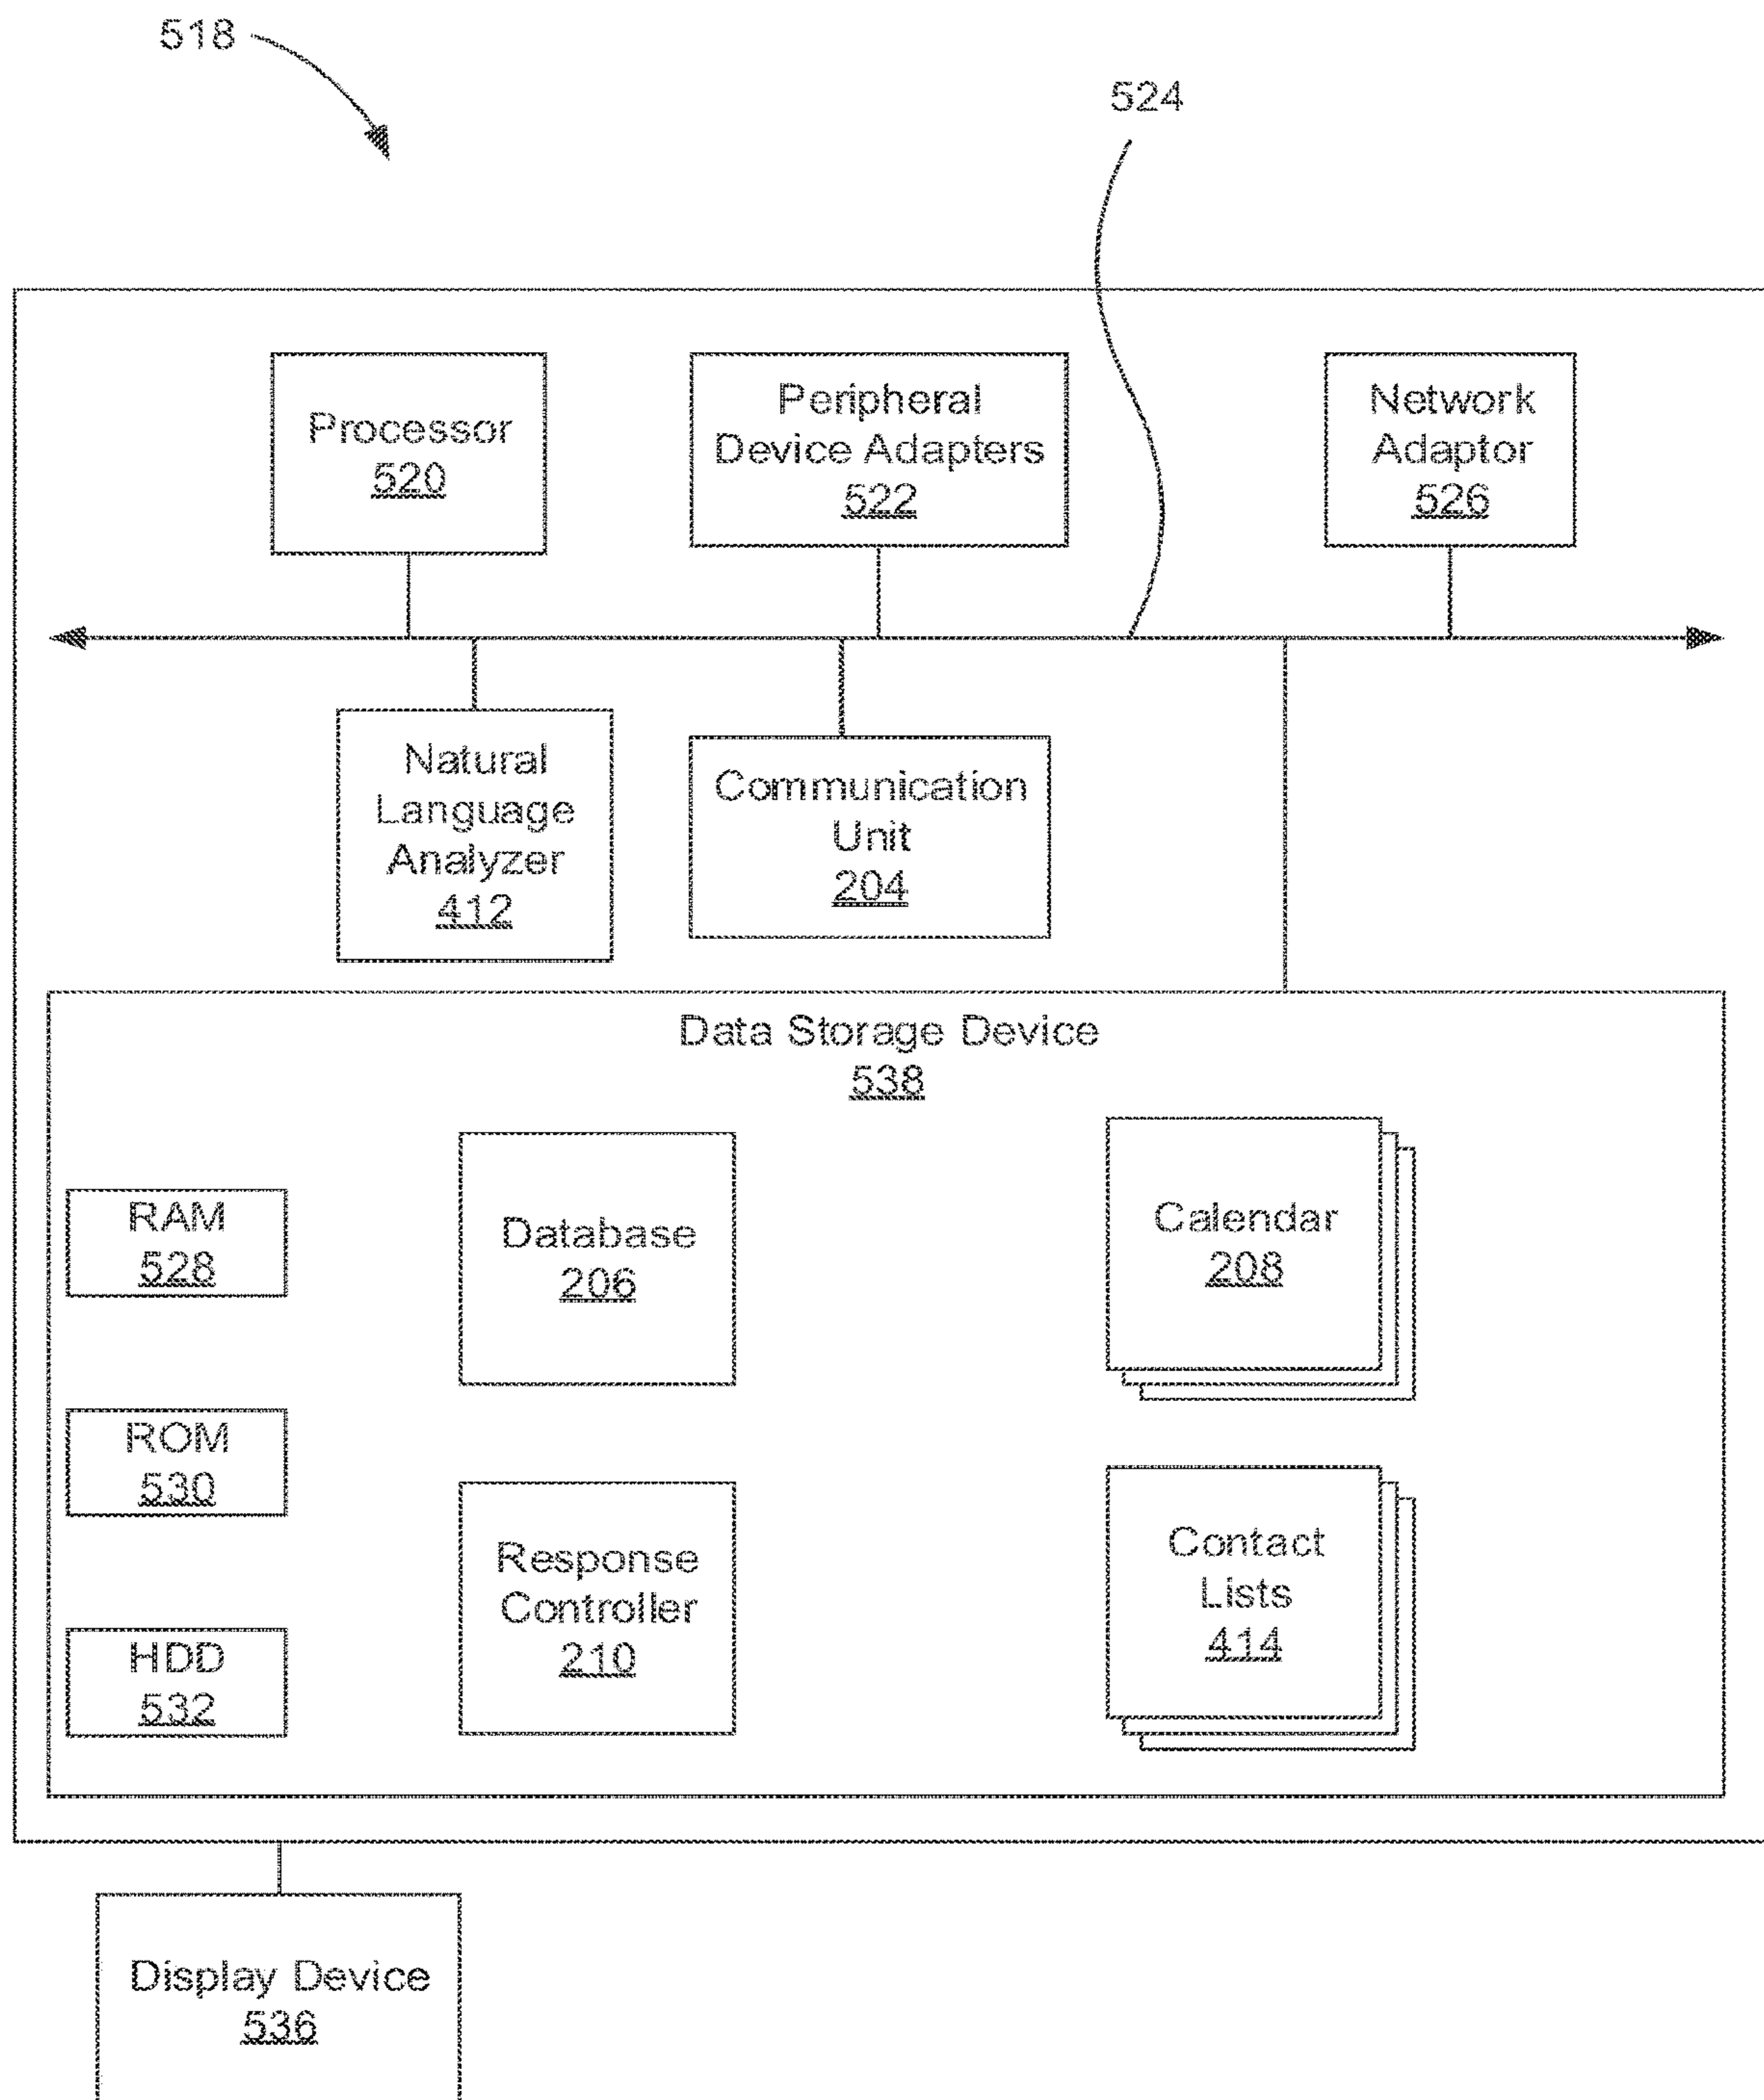 518
524
Processor
520
Peripheral
Device Adapters
522
Network
Adaptor
526
Natural
Language
Analyzer
412
Communication
Unit
204
Data Storage Device
538
RAM
528
Database
206
Calendar
208
ROM
530
Response
Controller
210
Contact
Lists
414
HDD
532
Display Device
536